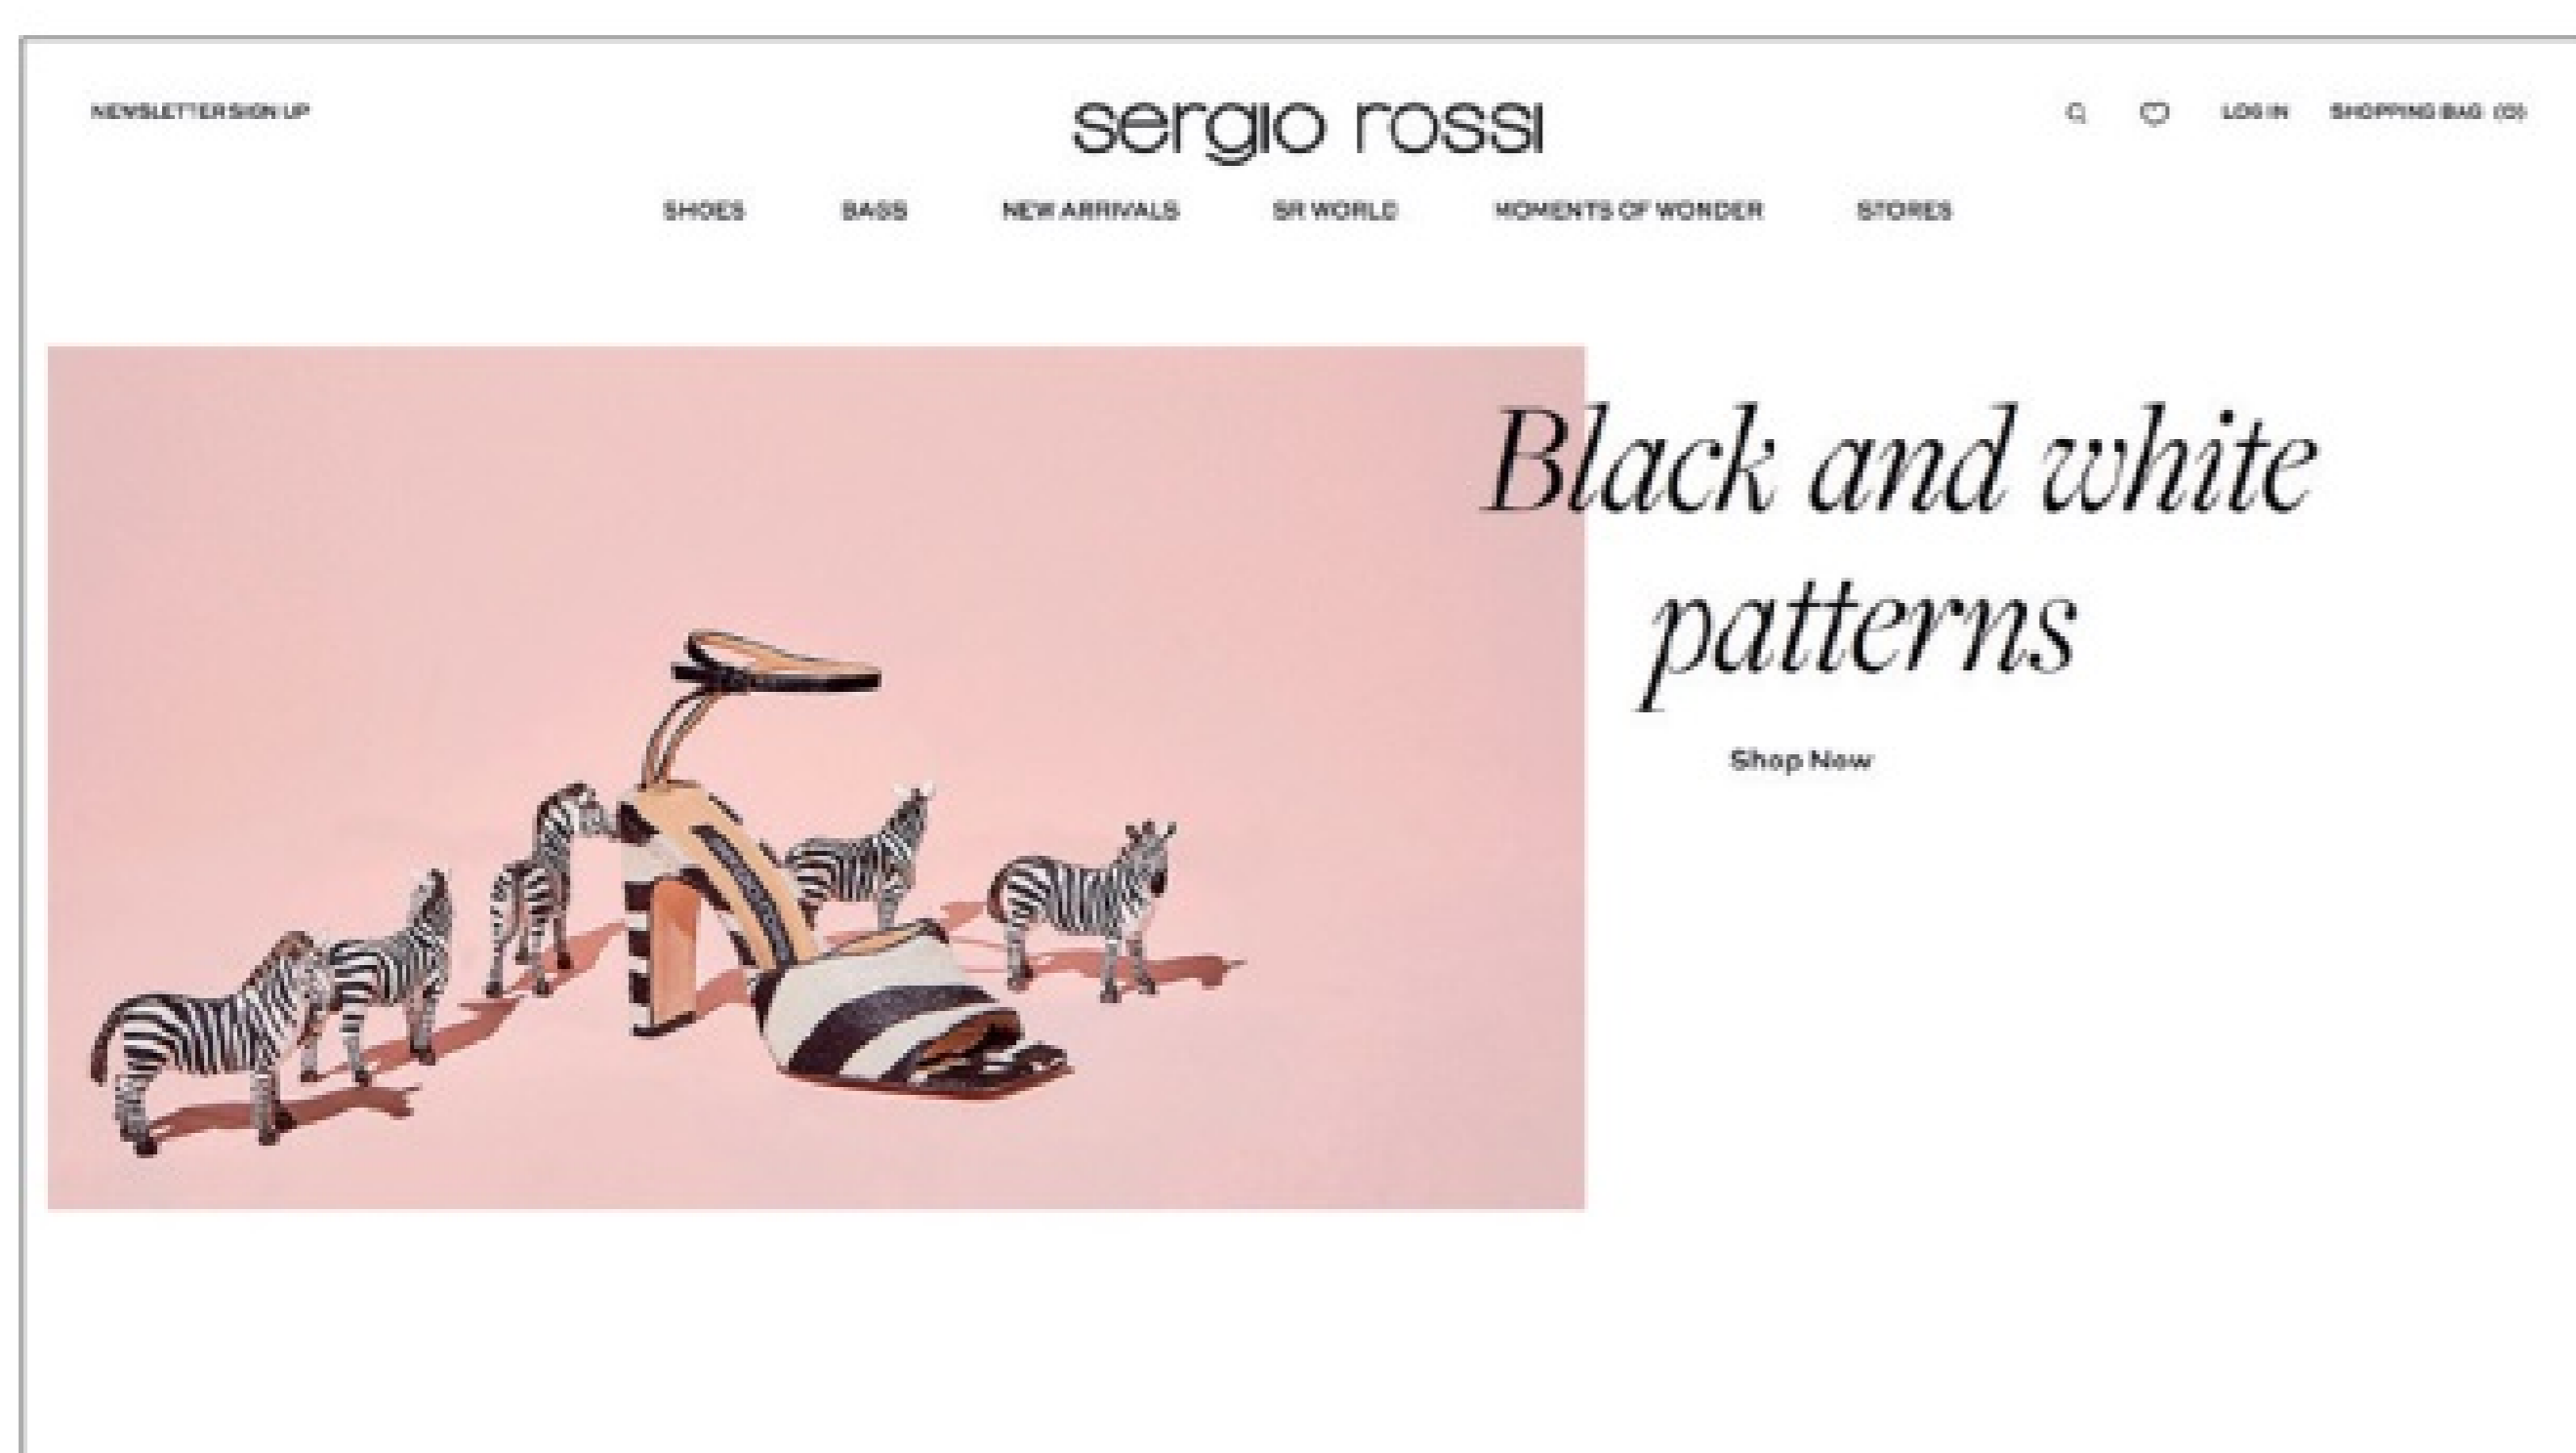 NEWSLETTER SIGN UP
sergio rossi
LOG IN
SHOPPING BAG (0)
SHOES
BAGS
NEW ARRIVALS
SR WORLD
MOMENTS OF WONDER
STORES
Black and white
patterns
Shop Now